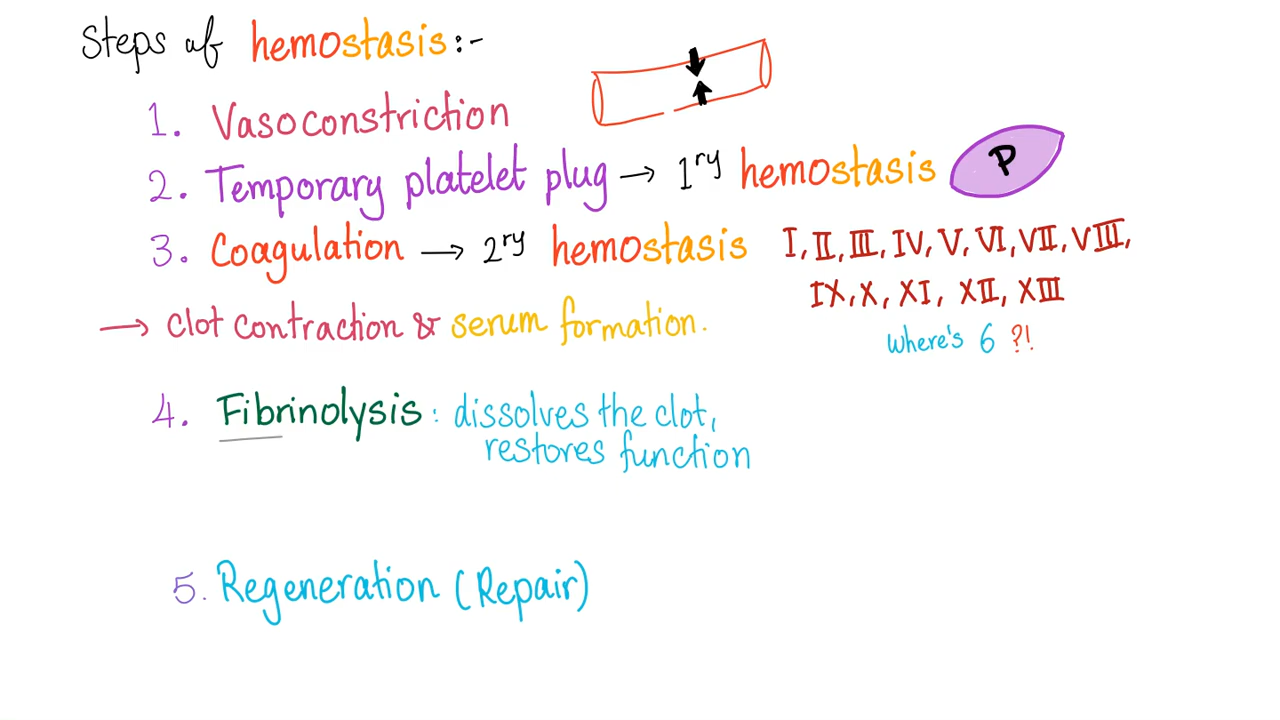 Steps of hemostasis:-
1. Vasoconstriction
2. Temporary platelet plug → 1ry hemostasis
P
3. Coagulation → 2ry hemostasis
I, II, III, IV, V, VI, VII, VIII,
IX, X, XI, XII, XIII
where's 6 ?!
→ clot contraction & serum formation.
4. Fibrinolysis: dissolves the clot,
restores function
5. Regeneration (Repair)